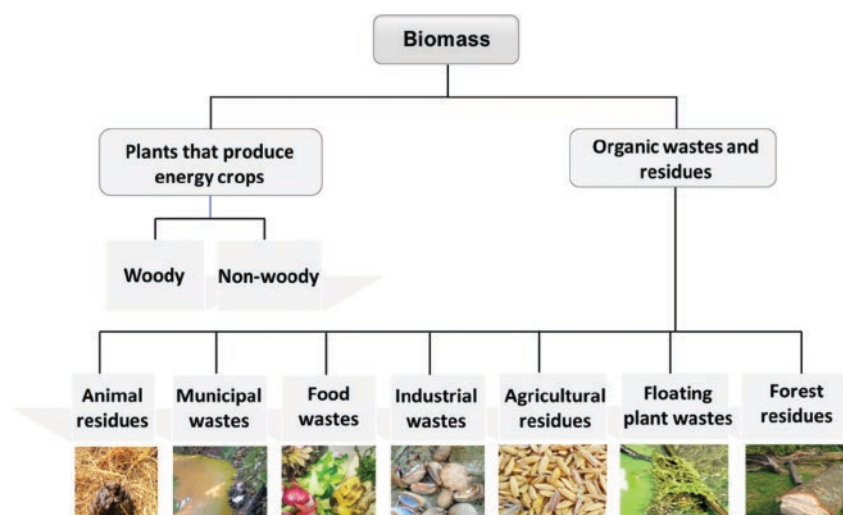 Biomass
Plants that produce
energy crops
Organic wastes and
residues
Woody
Non-woody
Animal
residues
Municipal
wastes
Food
wastes
Industrial
wastes
Agricultural
residues
Floating
plant wastes
Forest
residues